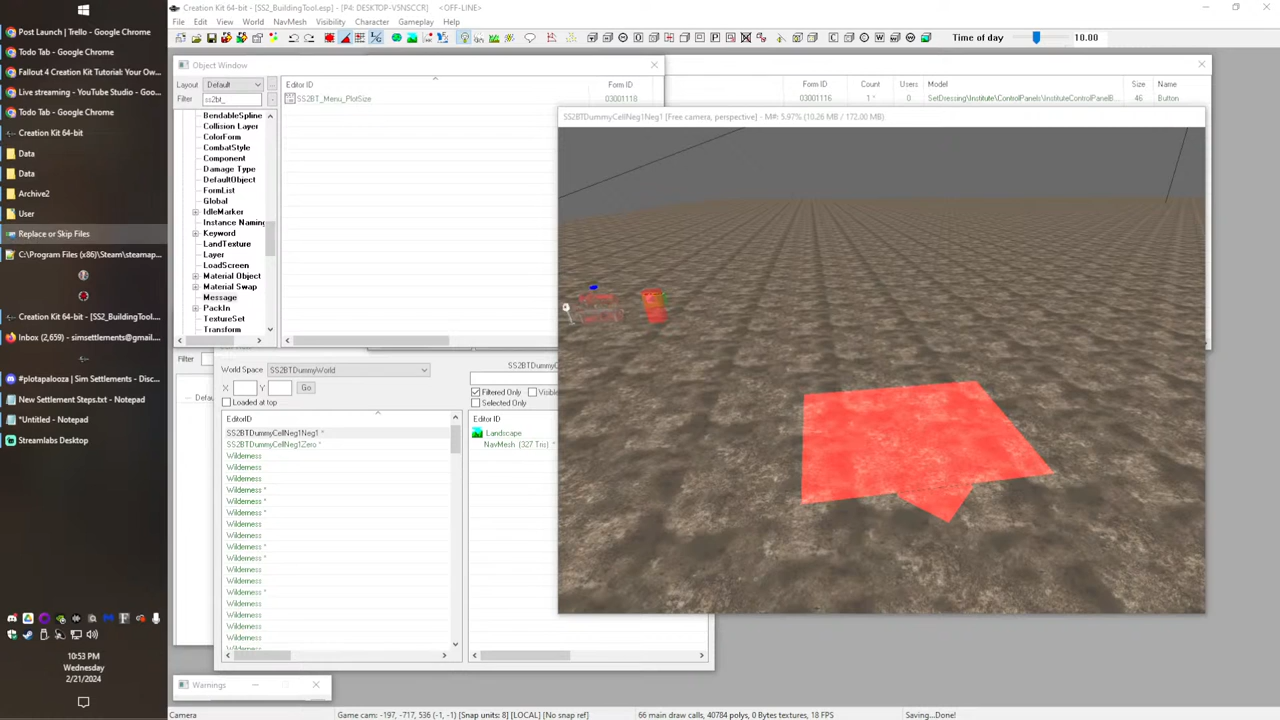 Post Launch | Trello - Google Chrome
Todo Tab - Google Chrome
Fallout 4 Creation Kit Tutorial: Your Ow...
Live streaming - YouTube Studio - Goo...
Todo Tab - Google Chrome
Creation Kit 64-bit
Data
Data
Archive2
User
Replace or Skip Files
C:\Program Files (x86)\Steam\steamap...
Creation Kit 64-bit - [SS2_BuildingTool....
Inbox (2,659) - simsettlements@gmail....
#plotapalooza | Sim Settlements - Disc...
New Settlement Steps.txt - Notepad
*Untitled - Notepad
Streamlabs Desktop
10:53 PM
Wednesday
2/21/2024
Creation Kit 64-bit - [SS2_BuildingTool.esp] - [P4: DESKTOP-V5NSCCR] <OFF-LINE>
File Edit View World NavMesh Visibility Character Gameplay Help
Time of day 10.00
Object Window
Layout Default
Filter ss2bt_
BendableSpline
Collision Layer
ColorForm
CombatStyle
Component
Damage Type
DefaultObject
FormList
Global
IdleMarker
Instance Naming
Keyword
LandTexture
Layer
LoadScreen
Material Object
Material Swap
Message
PackIn
TextureSet
Transform
Editor ID Form ID
SS2BT_Menu_PlotSize 03001118
Form ID Count Users Model Size Name
03001116 1 * 0 SetDressing\Institute\ControlPanels\InstituteControlPanelB... 46 Button
SS2BTDummyCellNeg1Neg1 [Free camera, perspective] - M#: 5.97% (10.26 MB / 172.00 MB)
Filter
Defau
World Space SS2BTDummyWorld
X Y Go
Loaded at top
EditorID
SS2BTDummyCellNeg1Neg1 *
SS2BTDummyCellNeg1Zero *
Wilderness
Wilderness
Wilderness
Wilderness *
Wilderness *
Wilderness *
Wilderness
Wilderness *
Wilderness *
Wilderness *
Wilderness
Wilderness
Wilderness *
Wilderness
Wilderness
Wilderness
Wilderness
Wilderness
SS2BTDummyC
Filtered Only Visible
Selected Only
Editor ID
Landscape
NavMesh (327 Tris) *
Warnings
Camera
Game cam: -197, -717, 536 (-1, -1) [Snap units: 8] [LOCAL] [No snap ref]
66 main draw calls, 40784 polys, 0 Bytes textures, 18 FPS
Saving...Done!